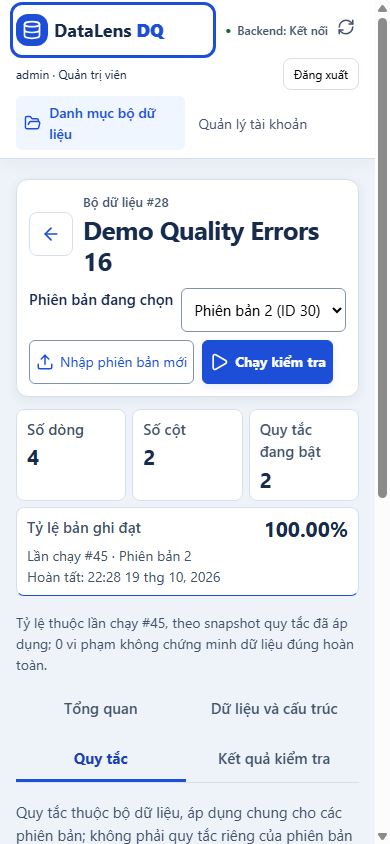 DataLens DQ
Backend: Kết nối
admin · Quản trị viên
Đăng xuất
Danh mục bộ dữ
liệu
Quản lý tài khoản
Bộ dữ liệu #28
Demo Quality Errors
16
Phiên bản đang chọn
Phiên bản 2 (ID 30)
Nhập phiên bản mới
Chạy kiểm tra
Số dòng
4
Số cột
2
Quy tắc
đang bật
2
Tỷ lệ bản ghi đạt
100.00%
Lần chạy #45 · Phiên bản 2
Hoàn tất: 22:28 19 thg 10, 2026
Tỷ lệ thuộc lần chạy #45, theo snapshot quy tắc đã áp
dụng; 0 vi phạm không chứng minh dữ liệu đúng hoàn
toàn.
Tổng quan
Dữ liệu và cấu trúc
Quy tắc
Kết quả kiểm tra
Quy tắc thuộc bộ dữ liệu, áp dụng chung cho các
phiên bản; không phải quy tắc riêng của phiên bản